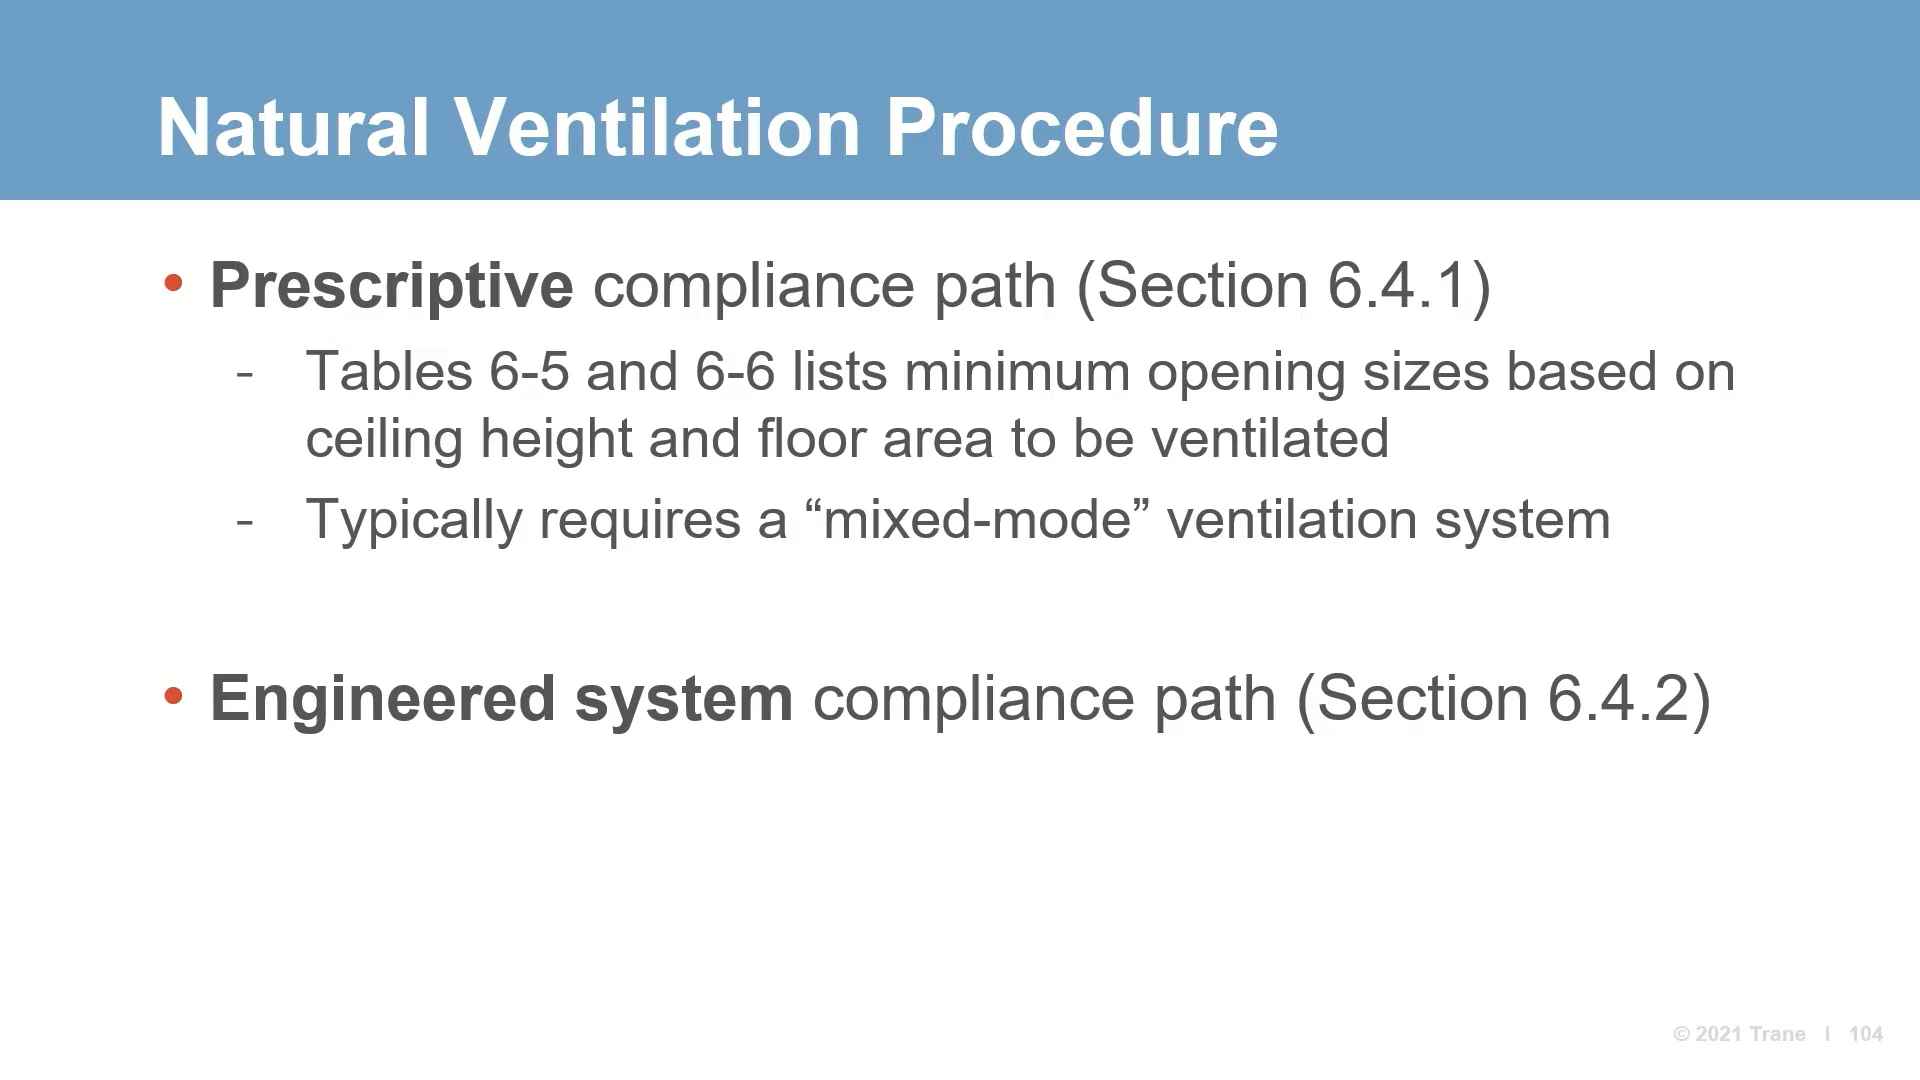 Natural Ventilation Procedure
• Prescriptive compliance path (Section 6.4.1)
- Tables 6-5 and 6-6 lists minimum opening sizes based on
ceiling height and floor area to be ventilated
- Typically requires a “mixed-mode” ventilation system
• Engineered system compliance path (Section 6.4.2)
© 2021 Trane | 104